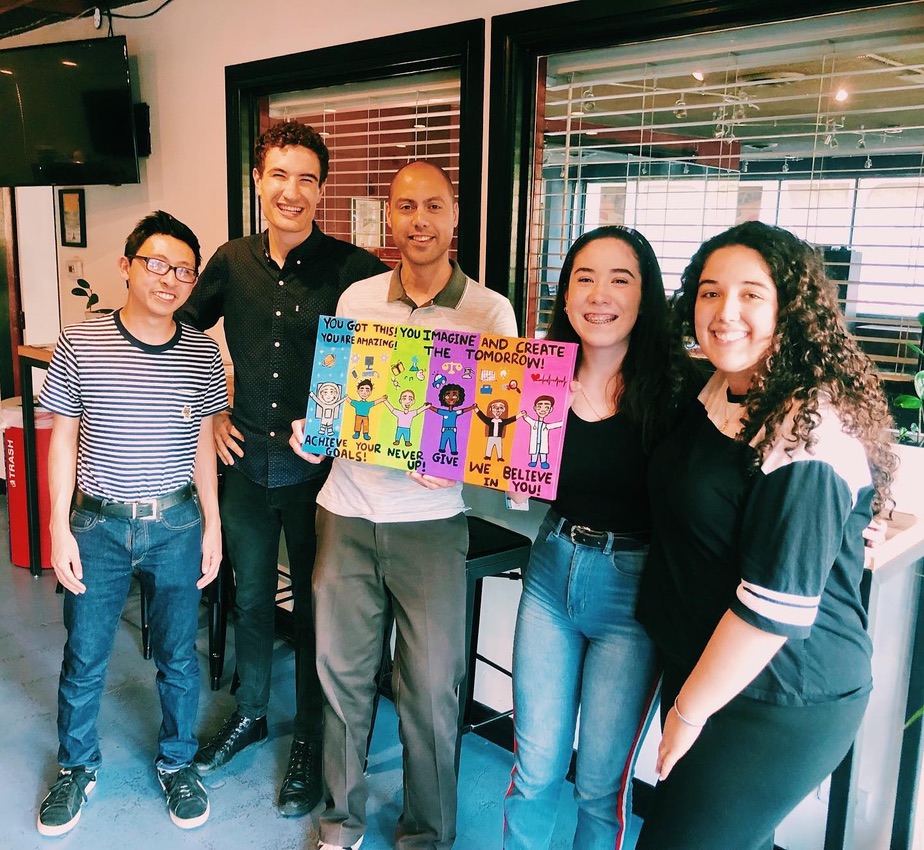 YOU GOT THIS! YOU IMAGINE AND CREATE
YOU ARE AMAZING! THE TOMORROW!
ACHIEVE YOUR NEVER GIVE WE BELIEVE
GOALS! UP! IN YOU!
TRASH